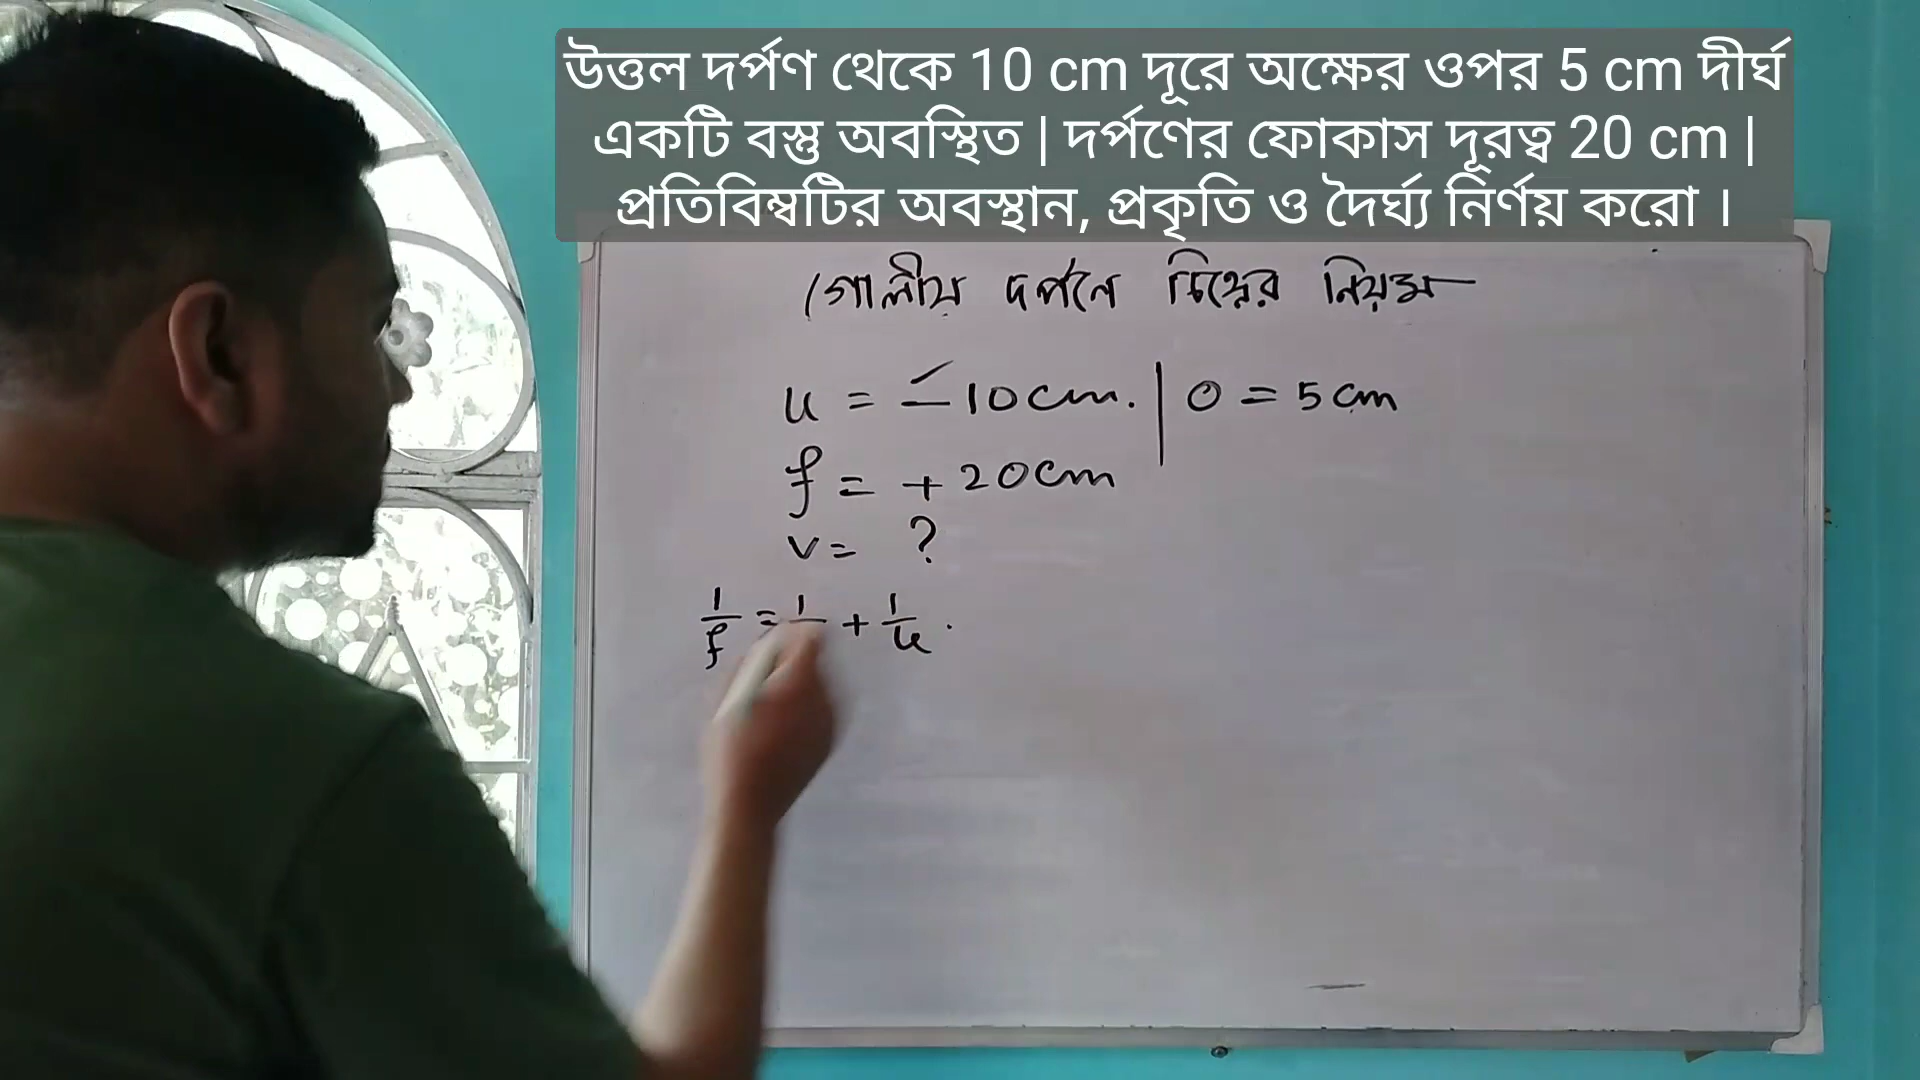 উত্তল দর্পণ থেকে 10 cm দূরে অক্ষের ওপর 5 cm দীর্ঘ
একটি বস্তু অবস্থিত | দর্পণের ফোকাস দূরত্ব 20 cm |
প্রতিবিম্বটির অবস্থান, প্রকৃতি ও দৈর্ঘ্য নির্ণয় করো ।
গোলীয় দর্পনে চিহ্নের নিয়ম
u = -10 cm. | O = 5 cm
f = + 20 cm
v = ?
1/f = 1/ + 1/u .